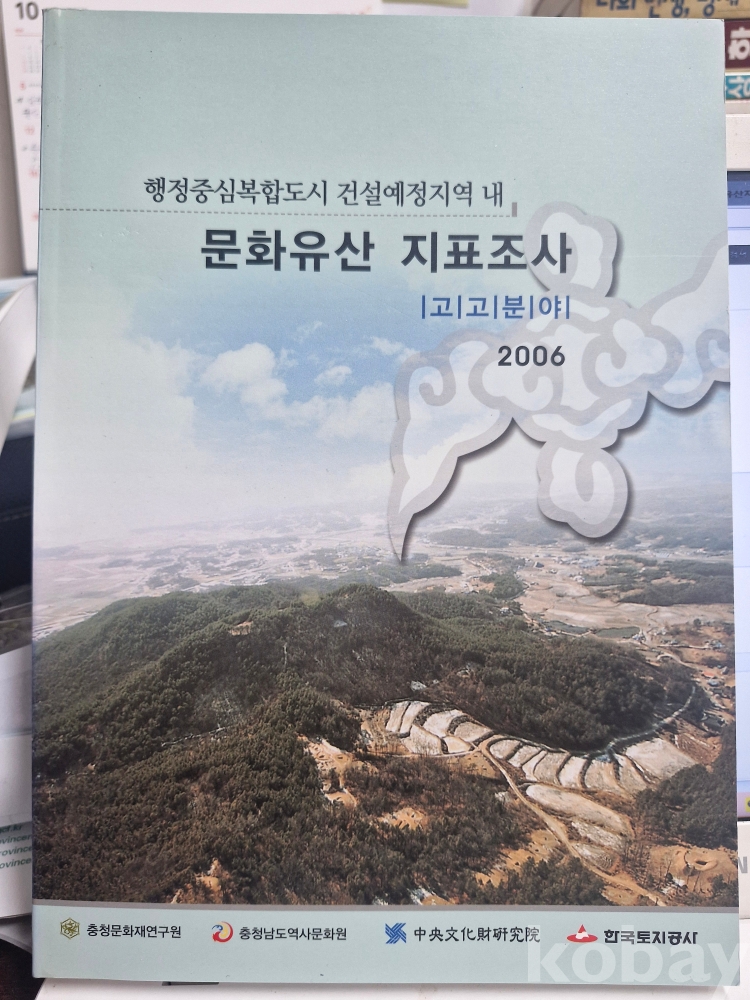 10
행정중심복합도시 건설예정지역 내
문화유산 지표조사
|고|고|분|야|
2006
충청문화재연구원
충청남도역사문화원
中央文化財硏究院
한국토지공사
kobay